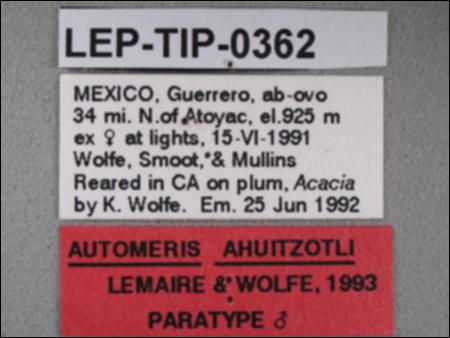 LEP-TIP-0362
MEXICO, Guerrero, ab-ovo
34 mi. N.of Atoyac, el.925 m
ex ♀ at lights, 15-VI-1991
Wolfe, Smoot, & Mullins
Reared in CA on plum, Acacia
by K. Wolfe. Em. 25 Jun 1992
AUTOMERIS AHUITZOTLI
LEMAIRE & WOLFE, 1993
PARATYPE ♂